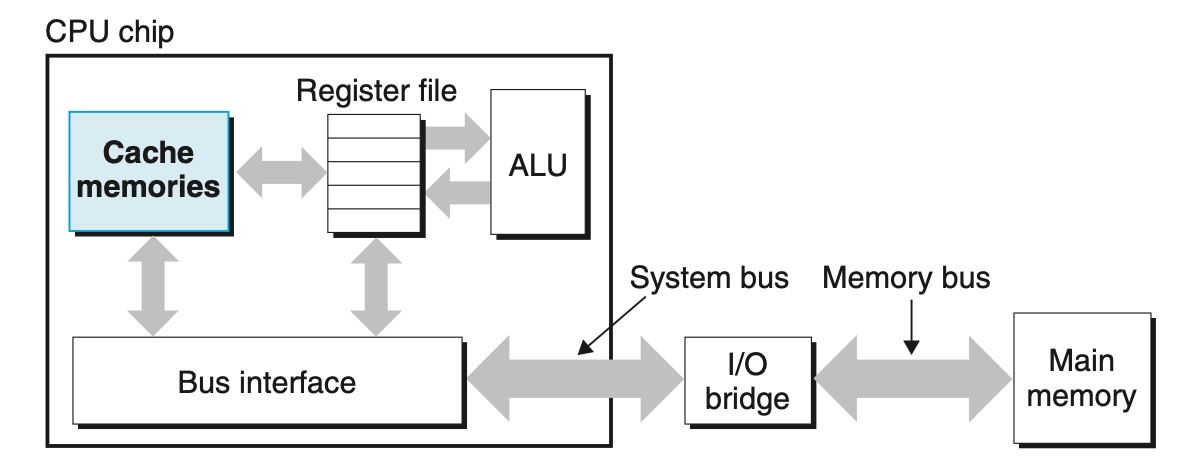 CPU chip
Register file
Cache
memories
ALU
System bus
Memory bus
Bus interface
I/O
bridge
Main
memory